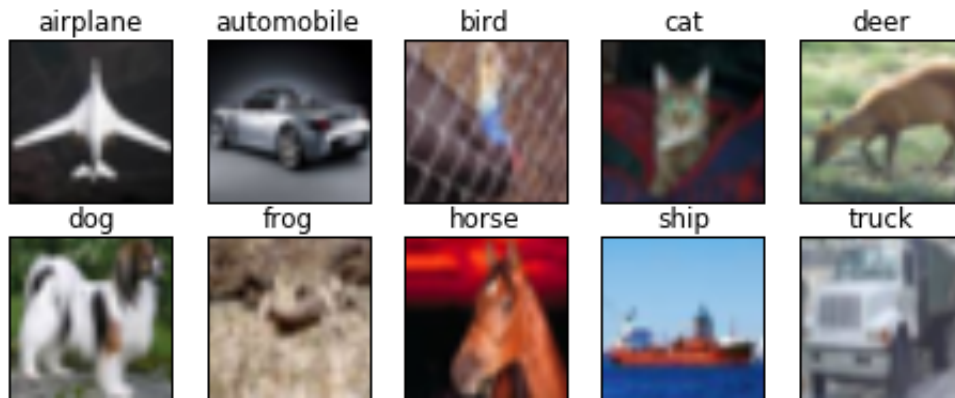 airplane automobile bird cat deer
dog frog horse ship truck